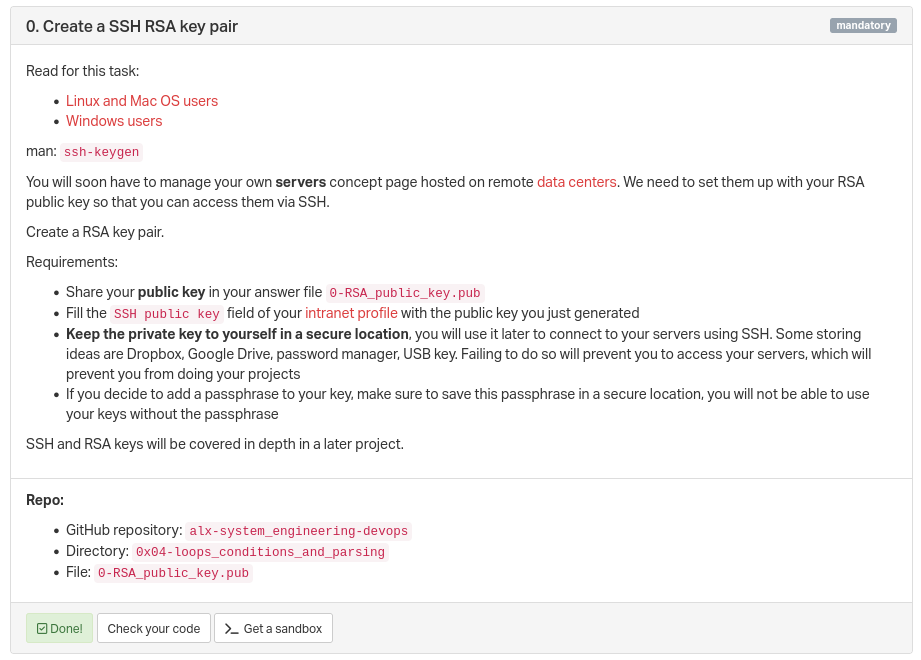 0. Create a SSH RSA key pair
mandatory
Read for this task:
• Linux and Mac OS users
• Windows users
man: ssh-keygen
You will soon have to manage your own servers concept page hosted on remote data centers. We need to set them up with your RSA
public key so that you can access them via SSH.
Create a RSA key pair.
Requirements:
• Share your public key in your answer file 0-RSA_public_key.pub
• Fill the SSH public key field of your intranet profile with the public key you just generated
• Keep the private key to yourself in a secure location, you will use it later to connect to your servers using SSH. Some storing
ideas are Dropbox, Google Drive, password manager, USB key. Failing to do so will prevent you to access your servers, which will
prevent you from doing your projects
• If you decide to add a passphrase to your key, make sure to save this passphrase in a secure location, you will not be able to use
your keys without the passphrase
SSH and RSA keys will be covered in depth in a later project.
Repo:
• GitHub repository: alx-system_engineering-devops
• Directory: 0x04-loops_conditions_and_parsing
• File: 0-RSA_public_key.pub
Done!
Check your code
Get a sandbox